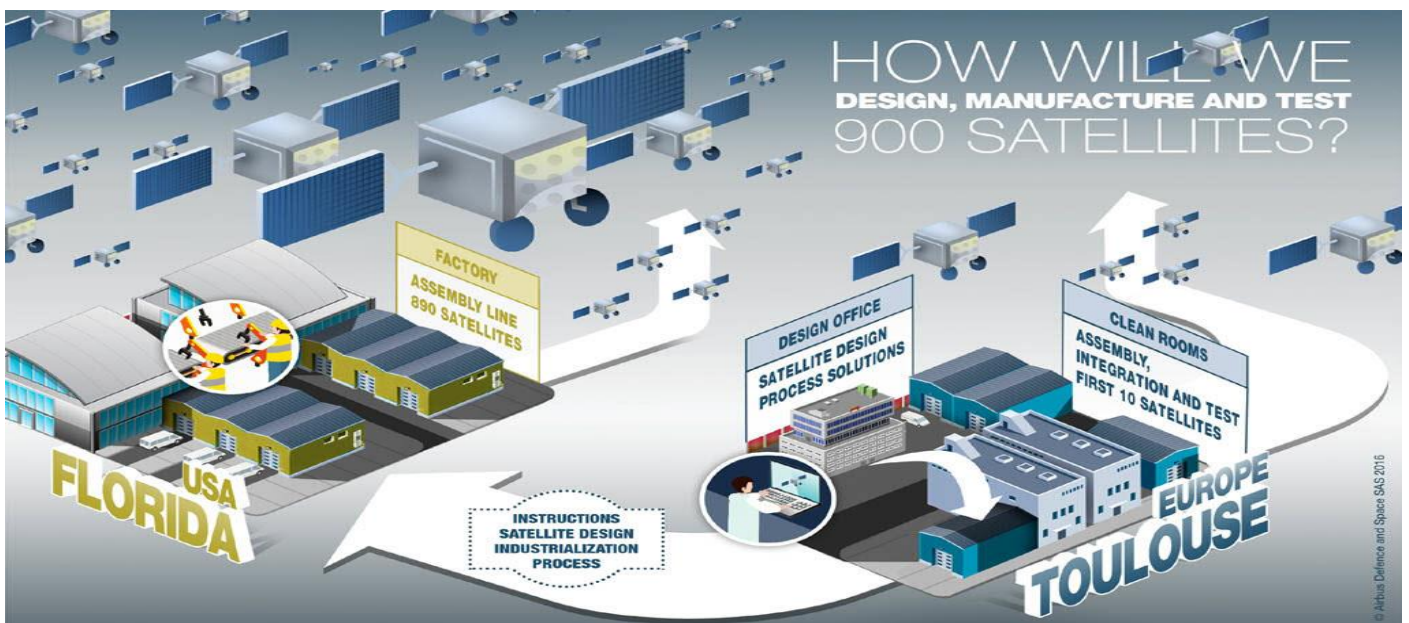 HOW WILL WE
DESIGN, MANUFACTURE AND TEST
900 SATELLITES?
FACTORY
ASSEMBLY LINE
890 SATELLITES
DESIGN OFFICE
SATELLITE DESIGN
PROCESS SOLUTIONS
CLEAN ROOMS
ASSEMBLY,
INTEGRATION AND TEST
FIRST 10 SATELLITES
USA
FLORIDA
INSTRUCTIONS
SATELLITE DESIGN
INDUSTRIALIZATION
PROCESS
EUROPE
TOULOUSE
© Airbus Defence and Space SAS 2016